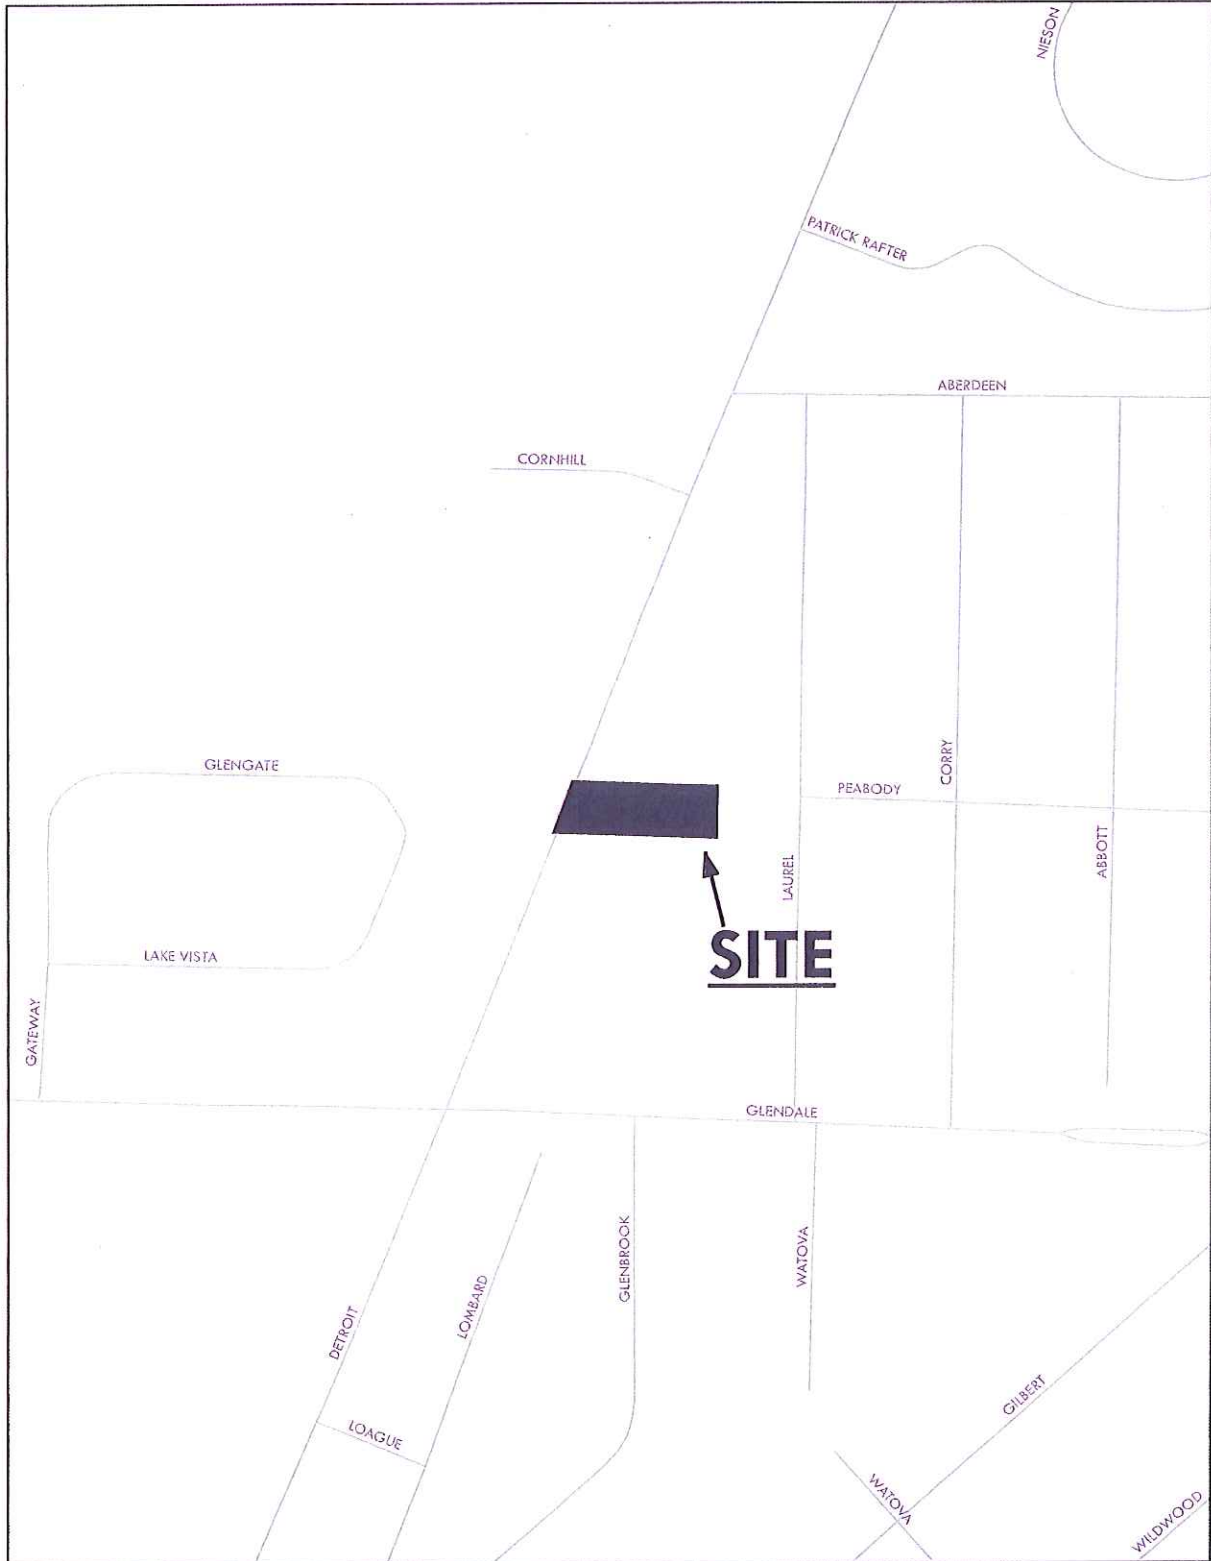 NIESON
PATRICK RAFTER
ABERDEEN
CORNHILL
GLENGATE
PEABODY
CORRY
ABBOTT
LAUREL
SITE
LAKE VISTA
GATEWAY
GLENDALE
GLENBROOK
WATOVA
LOMBARD
DETROIT
GILBERT
LOAGUE
WATOVA
WILDWOOD